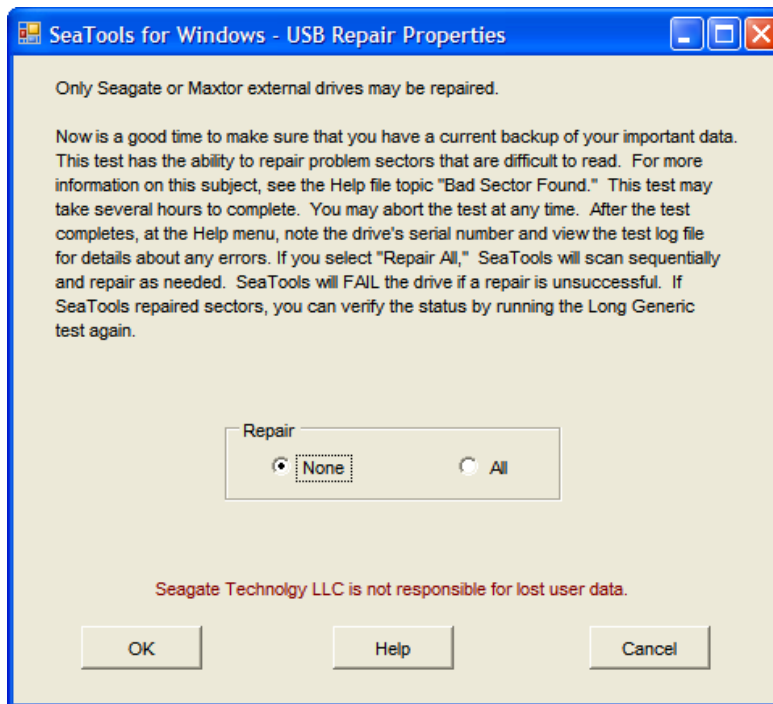 SeaTools for Windows - USB Repair Properties
Only Seagate or Maxtor external drives may be repaired.
Now is a good time to make sure that you have a current backup of your important data.
This test has the ability to repair problem sectors that are difficult to read.  For more
information on this subject, see the Help file topic "Bad Sector Found."  This test may
take several hours to complete.  You may abort the test at any time.  After the test
completes, at the Help menu, note the drive's serial number and view the test log file
for details about any errors. If you select "Repair All,"  SeaTools will scan sequentially
and repair as needed.  SeaTools will FAIL the drive if a repair is unsuccessful.  If
SeaTools repaired sectors, you can verify the status by running the Long Generic
test again.
Repair
None All
Seagate Technolgy LLC is not responsible for lost user data.
OK Help Cancel